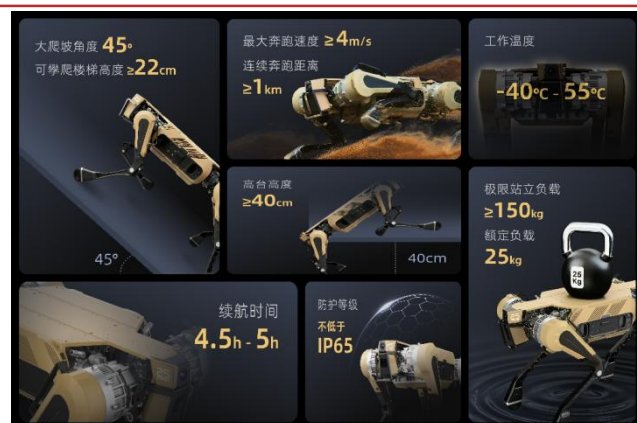 大爬坡角度 45°
可攀爬楼梯高度 ≥22cm
45°
最大奔跑速度 ≥4m/s
连续奔跑距离
≥1km
工作温度
-40°C - 55°C
高台高度
≥40cm
40cm
极限站立负载
≥150kg
额定负载
25kg
25
Kg
续航时间
4.5h - 5h
防护等级
不低于
IP65